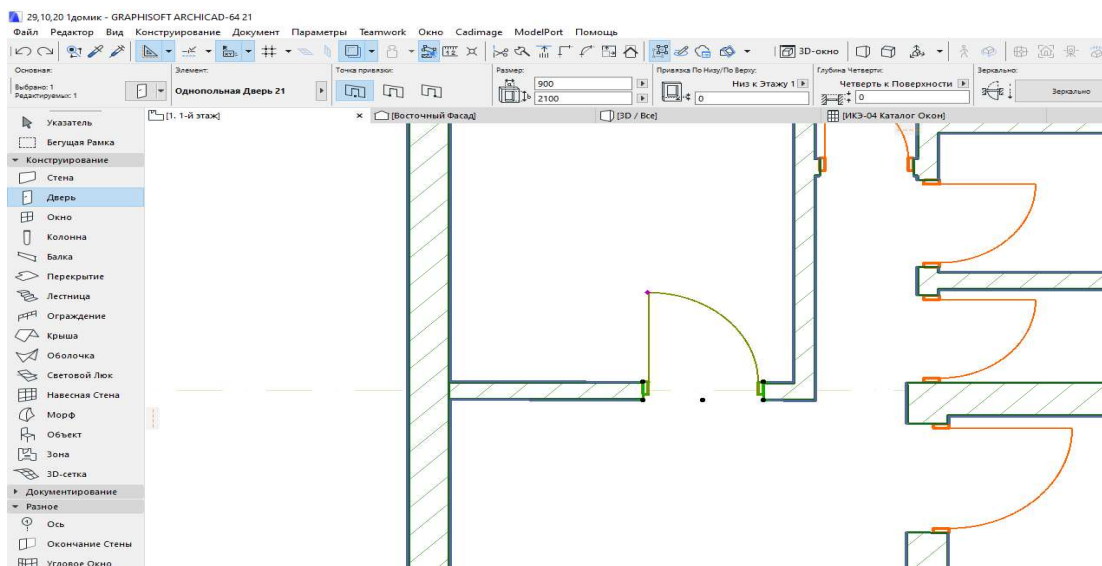 29,10,20 1домик - GRAPHISOFT ARCHICAD-64 21
Файл Редактор Вид Конструирование Документ Параметры Teamwork Окно Cadimage ModelPort Помощь
3D-окно
Основная: Элемент: Точка привязки: Размер: Привязка По Низу/По Верху: Глубина Четверти: Зеркально:
Выбрано: 1
Редактируемых: 1
Однопольная Дверь 21
900
2100
Низ к Этажу 1
0
Четверть к Поверхности
0
Зеркально
[1. 1-й этаж] [Восточный Фасад] [3D / Все] [ИКЭ-04 Каталог Окон]
Указатель
Бегущая Рамка
Конструирование
Стена
Дверь
Окно
Колонна
Балка
Перекрытие
Лестница
Ограждение
Крыша
Оболочка
Световой Люк
Навесная Стена
Морф
Объект
Зона
3D-сетка
Документирование
Разное
Ось
Окончание Стены
Угловое Окно